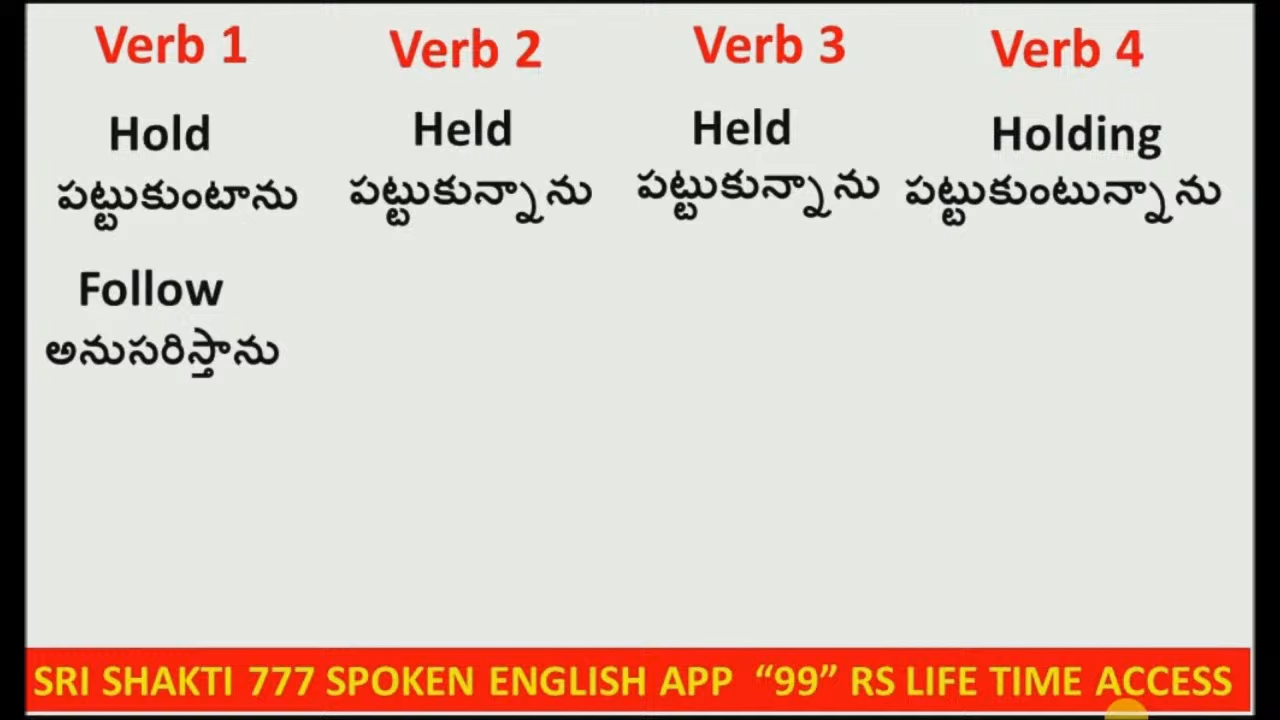 Verb 1 Verb 2 Verb 3 Verb 4
Hold Held Held Holding
పట్టుకుంటాను పట్టుకున్నాను పట్టుకున్నాను పట్టుకుంటున్నాను
Follow
అనుసరిస్తాను
SRI SHAKTI 777 SPOKEN ENGLISH APP “99” RS LIFE TIME ACCESS